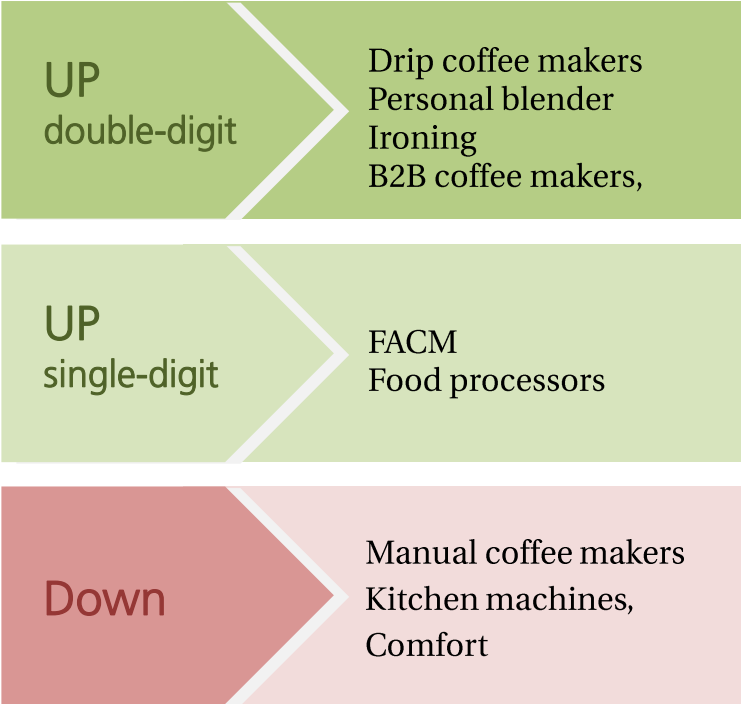 UP
double-digit
Drip coffee makers
Personal blender
Ironing
B2B coffee makers,
UP
single-digit
FACM
Food processors
Down
Manual coffee makers
Kitchen machines,
Comfort